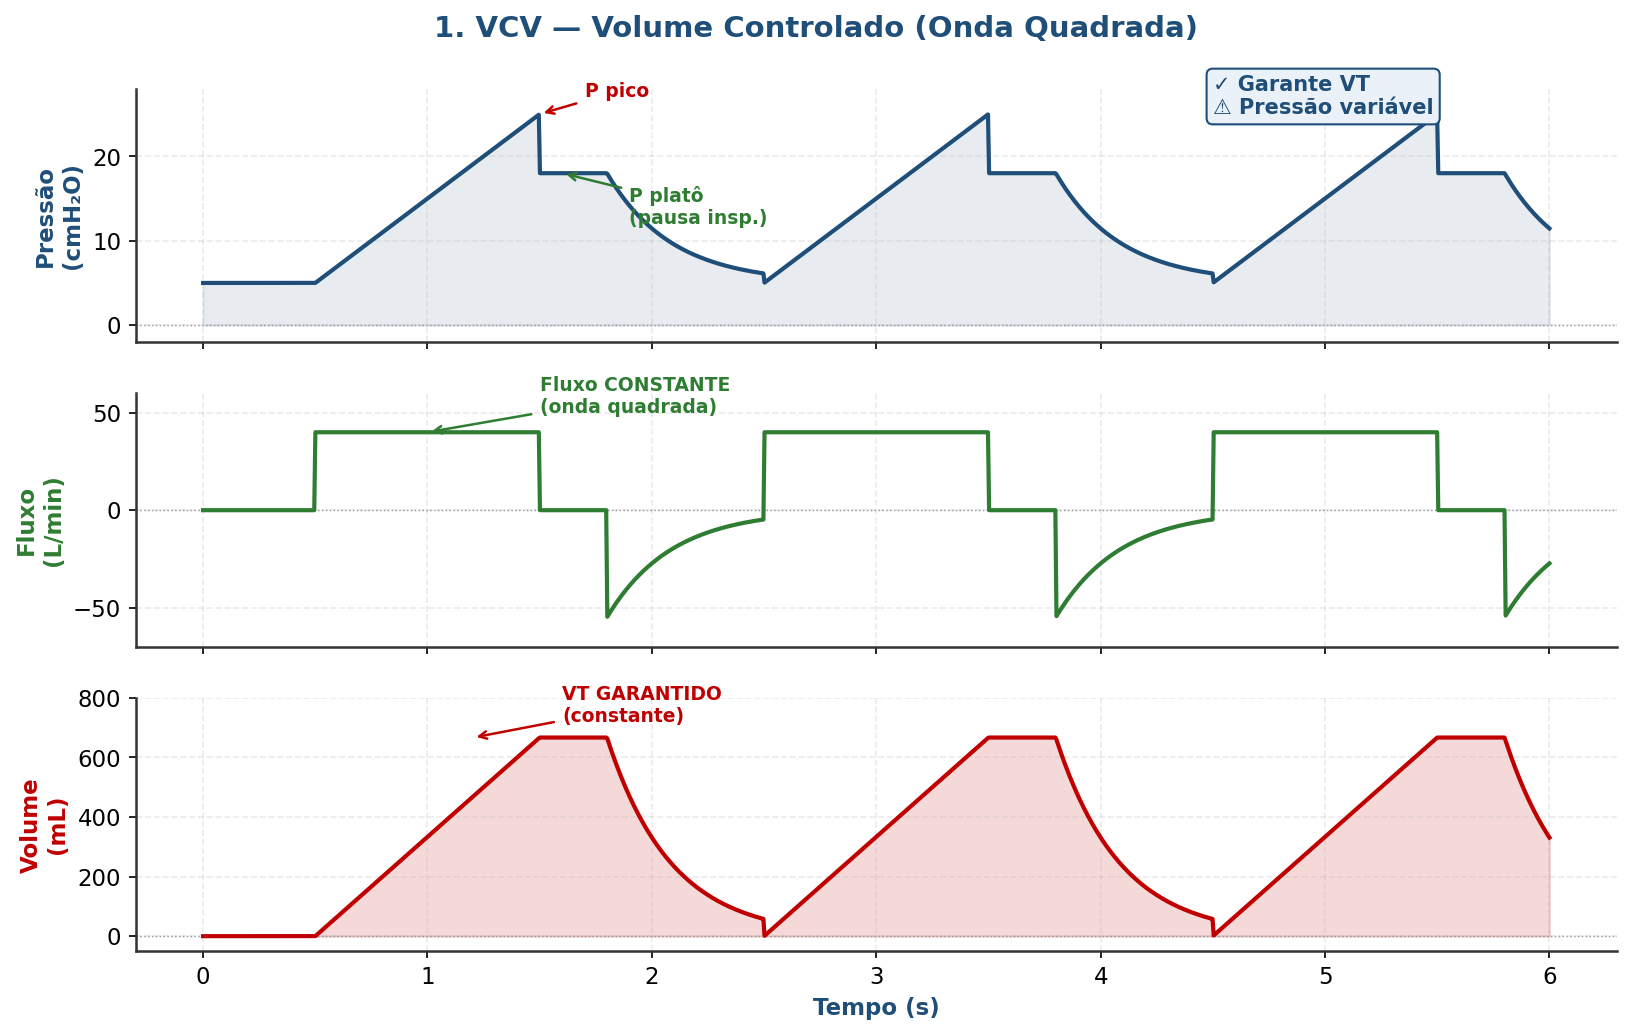 1. VCV — Volume Controlado (Onda Quadrada)
P pico
✓ Garante VT
⚠ Pressão variável
Pressão
(cmH₂O)
20
10
0
P platô
(pausa insp.)
Fluxo CONSTANTE
(onda quadrada)
Fluxo
(L/min)
50
0
−50
VT GARANTIDO
(constante)
Volume
(mL)
800
600
400
200
0
0 1 2 3 4 5 6
Tempo (s)